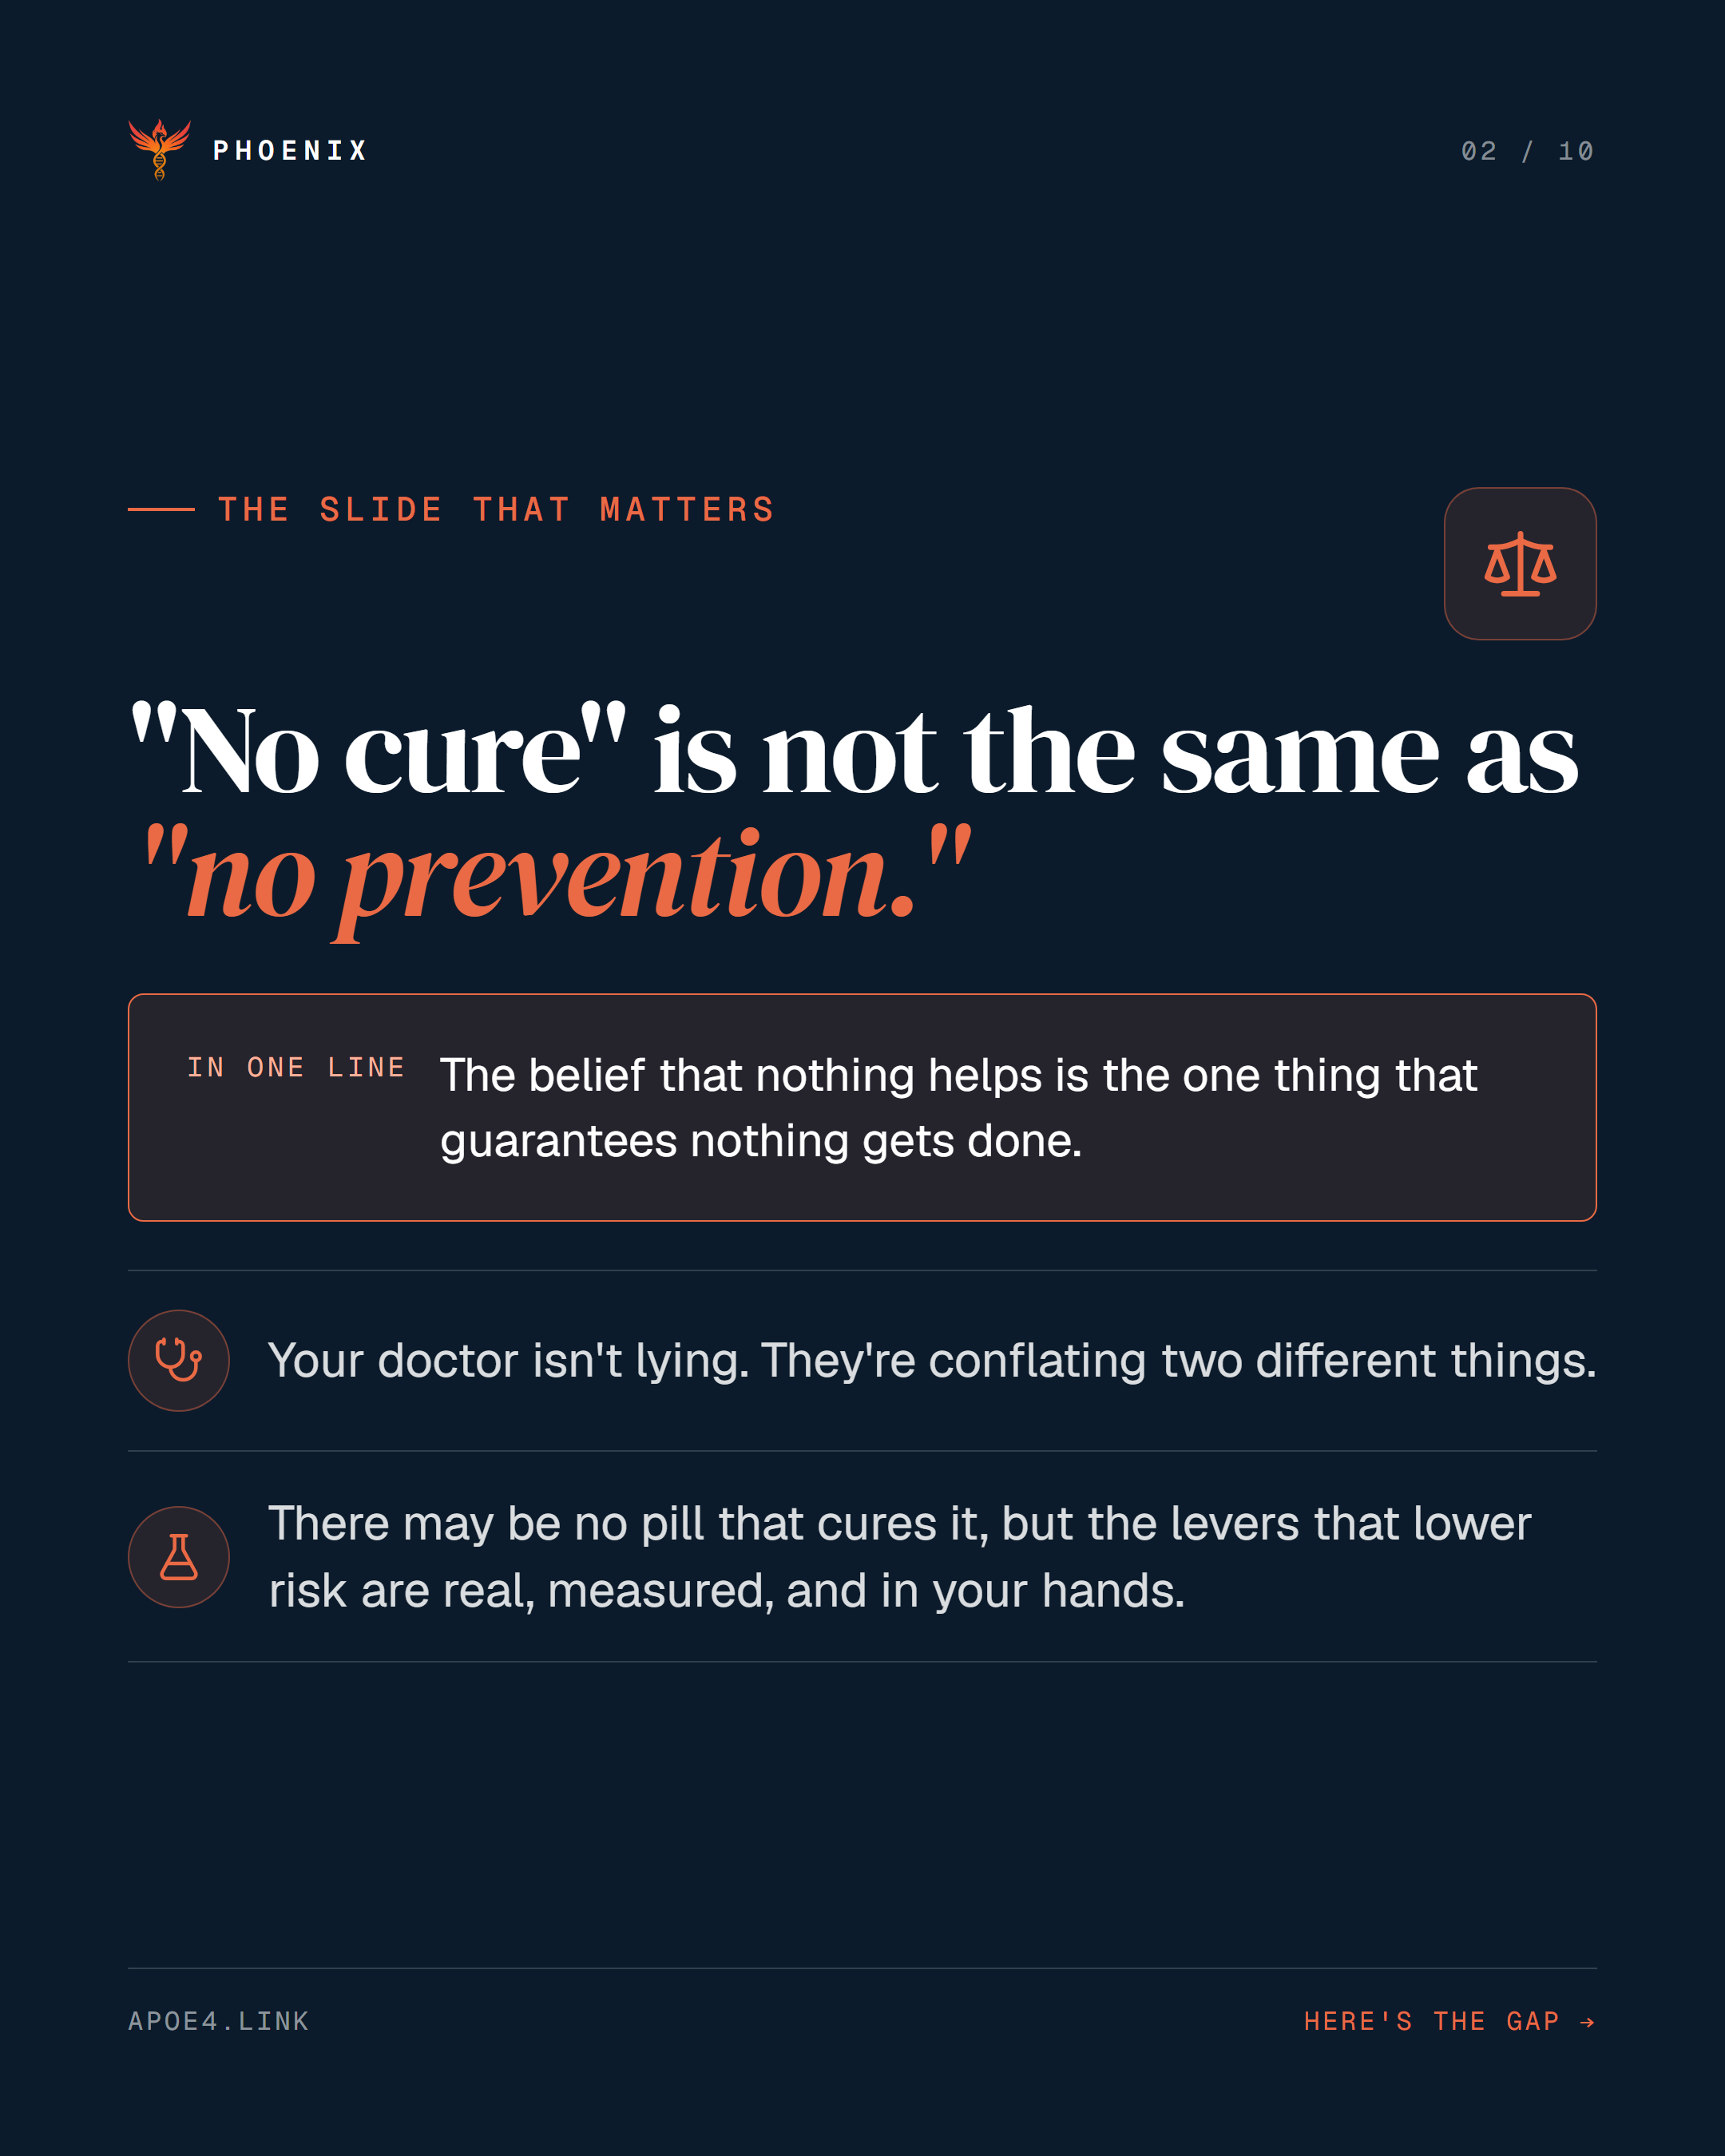 PHOENIX
02 / 10
THE SLIDE THAT MATTERS
"No cure" is not the same as
"no prevention."
IN ONE LINE
The belief that nothing helps is the one thing that
guarantees nothing gets done.
Your doctor isn't lying. They're conflating two different things.
There may be no pill that cures it, but the levers that lower
risk are real, measured, and in your hands.
APOE4.LINK
HERE'S THE GAP →